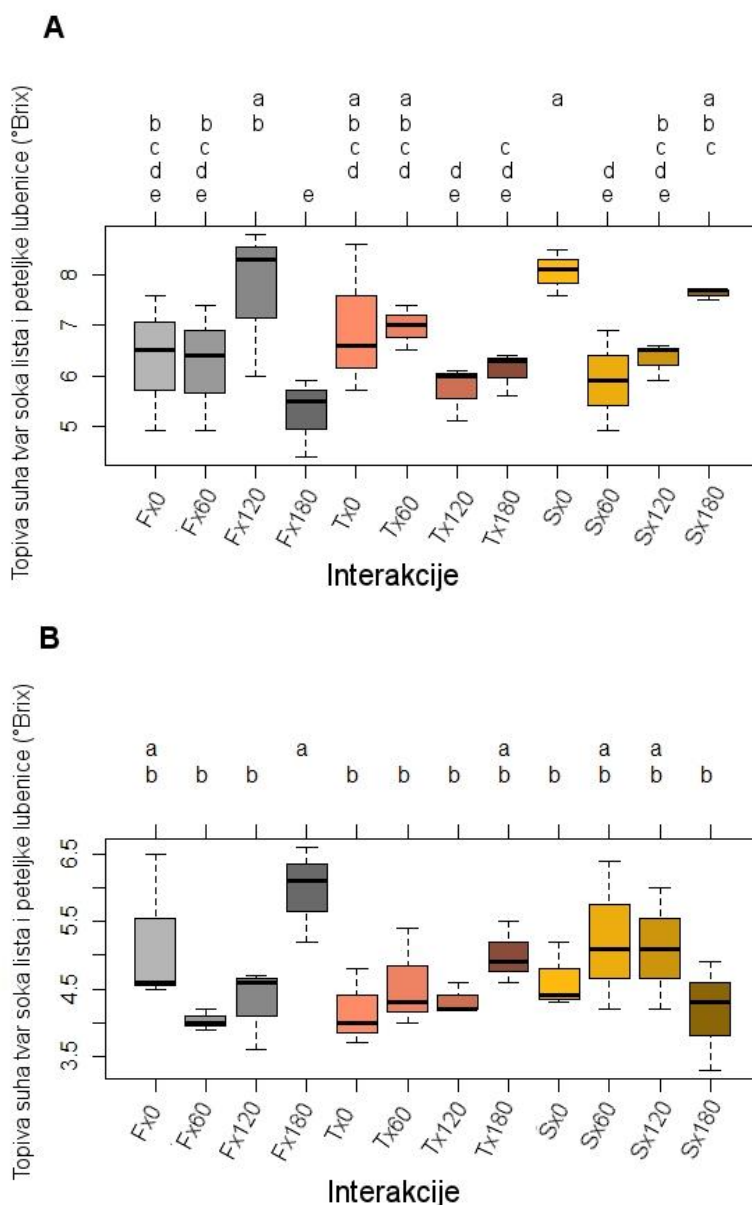 A
Topiva suha tvar soka lista i peteljke lubenice (°Brix)
a a a a a
b b b b b b b
c c c c c c c
d d d d d d d d
e e e e e e e
8
7
6
5
Fx0 Fx60 Fx120 Fx180 Tx0 Tx60 Tx120 Tx180 Sx0 Sx60 Sx120 Sx180
Interakcije
B
Topiva suha tvar soka lista i peteljke lubenice (°Brix)
a a a a a
b b b b b b b b b b b
6.5
5.5
4.5
3.5
Fx0 Fx60 Fx120 Fx180 Tx0 Tx60 Tx120 Tx180 Sx0 Sx60 Sx120 Sx180
Interakcije